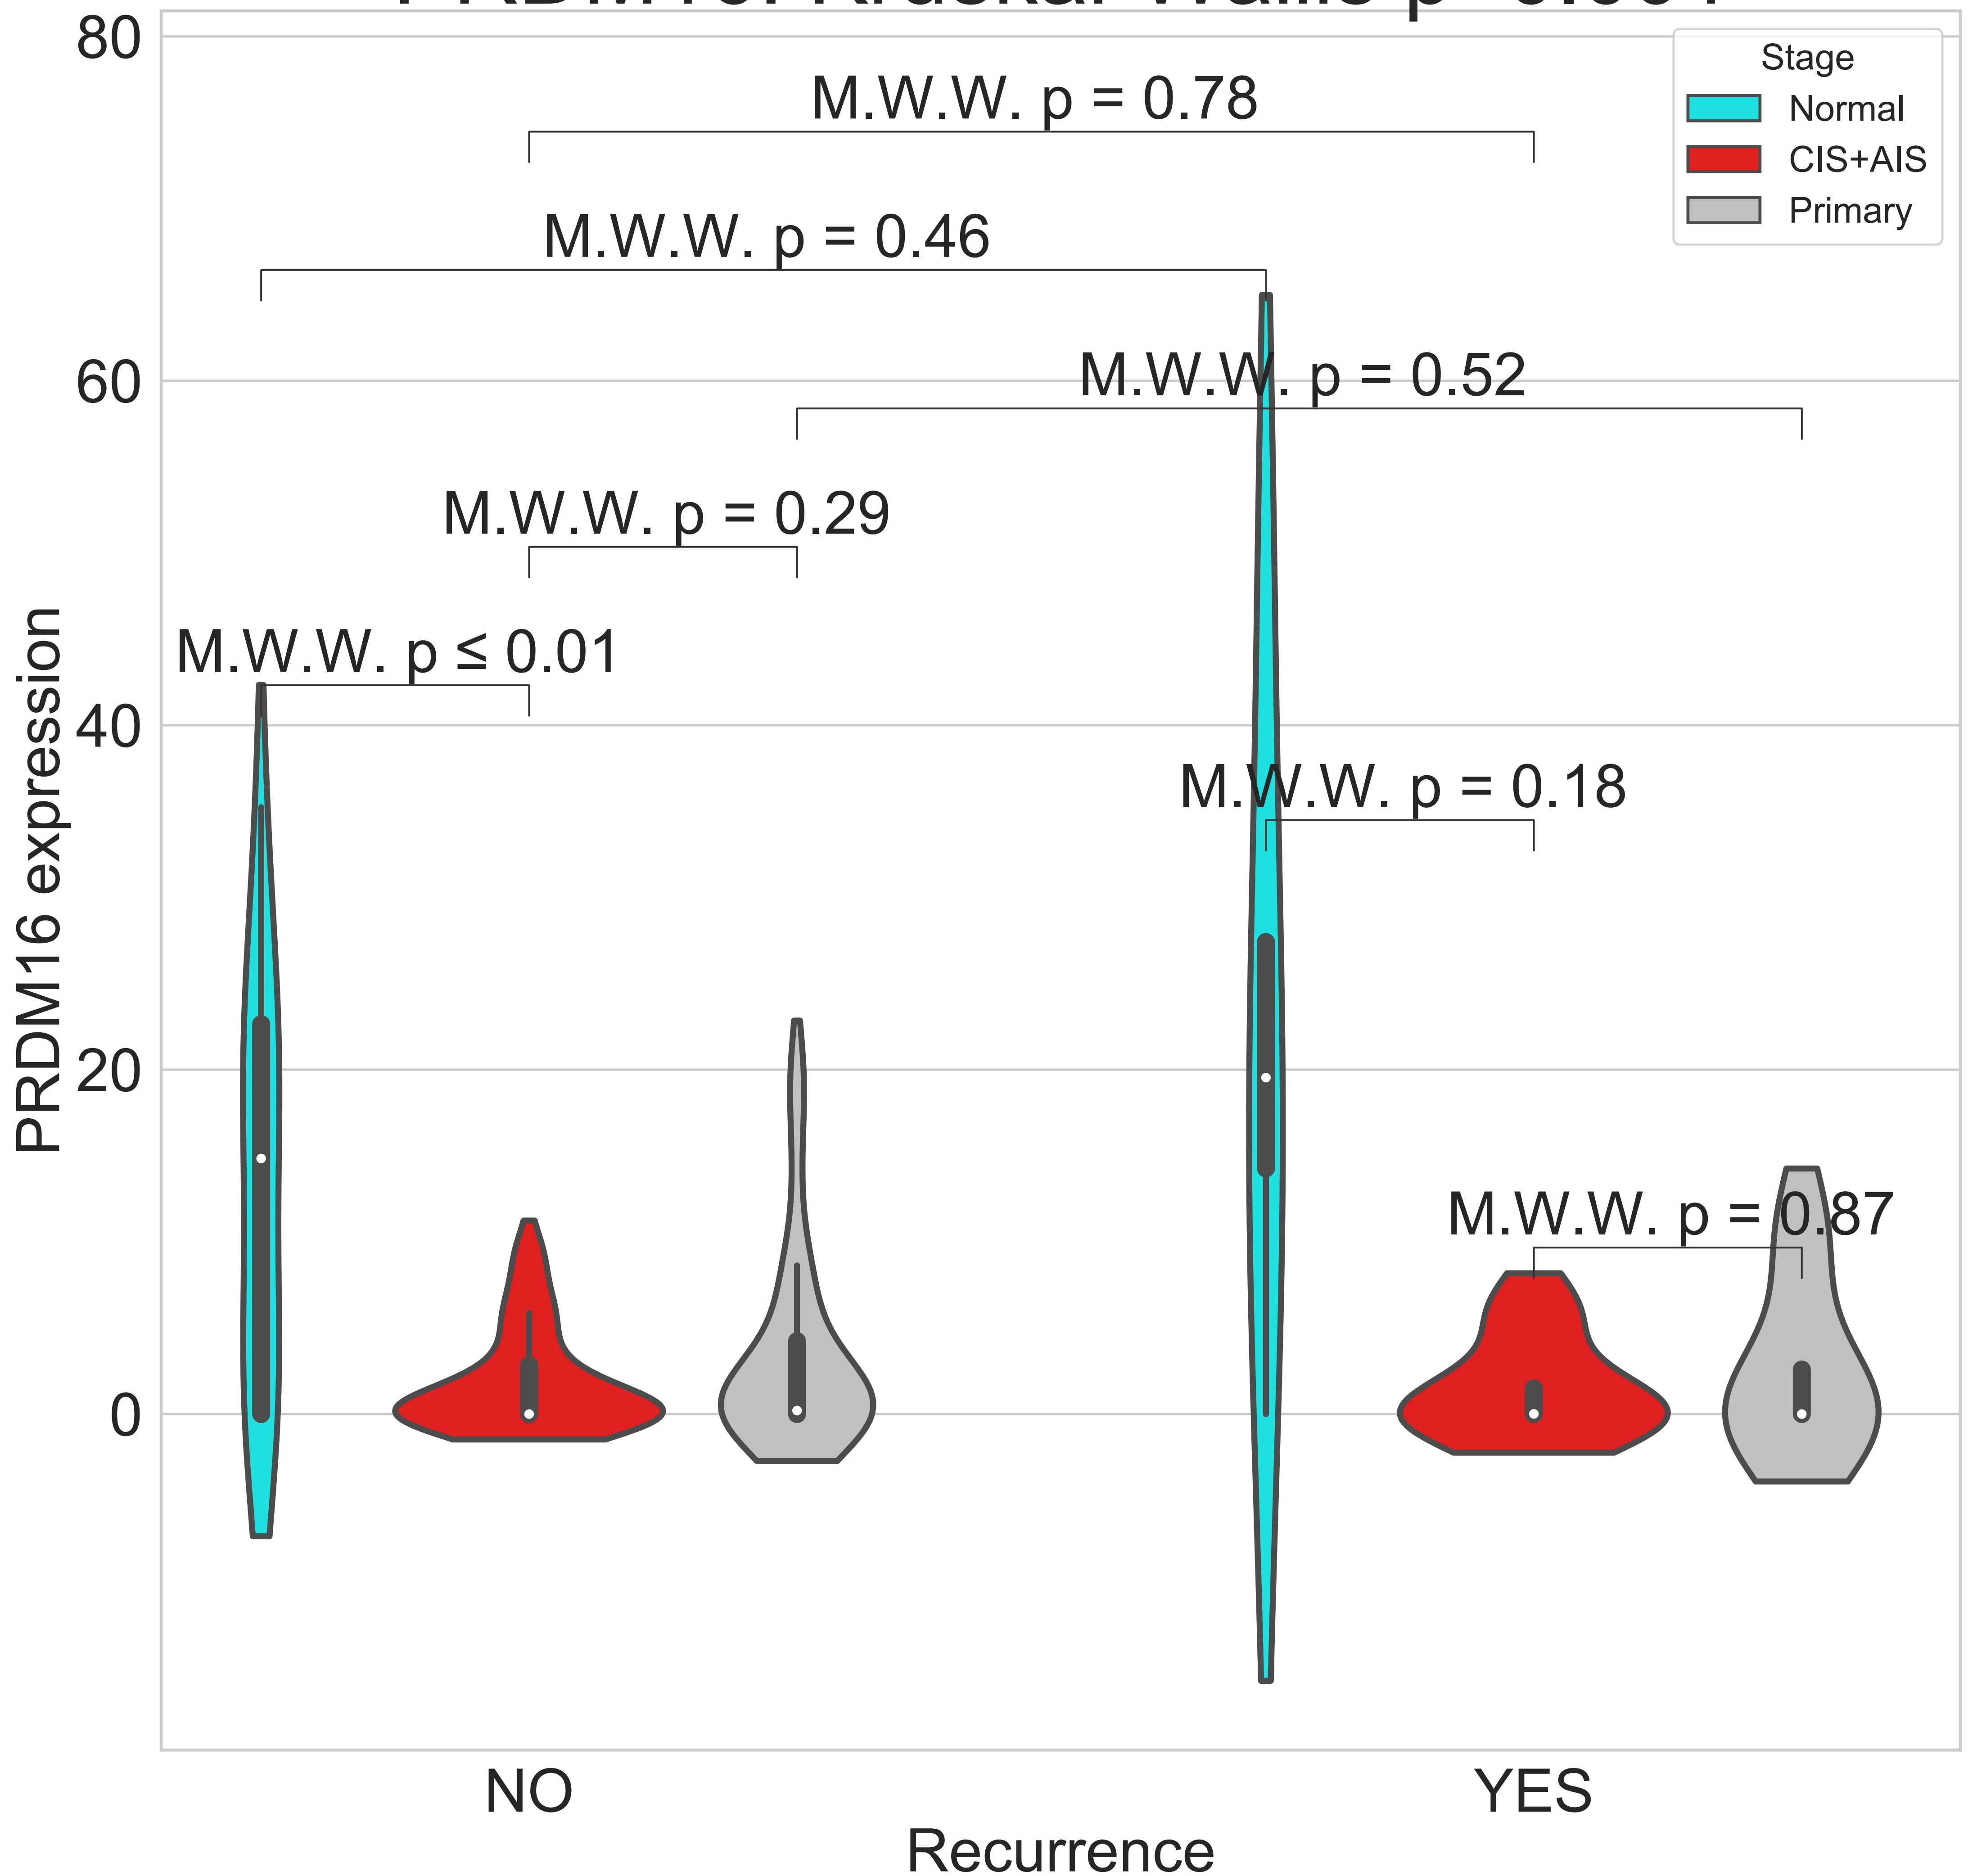 80
Stage
Normal
CIS+AIS
Primary
M.W.W. p = 0.78
M.W.W. p = 0.46
60
M.W.W. p = 0.52
M.W.W. p = 0.29
M.W.W. p ≤ 0.01
40
M.W.W. p = 0.18
PRDM16 expression
20
M.W.W. p = 0.87
0
NO
YES
Recurrence